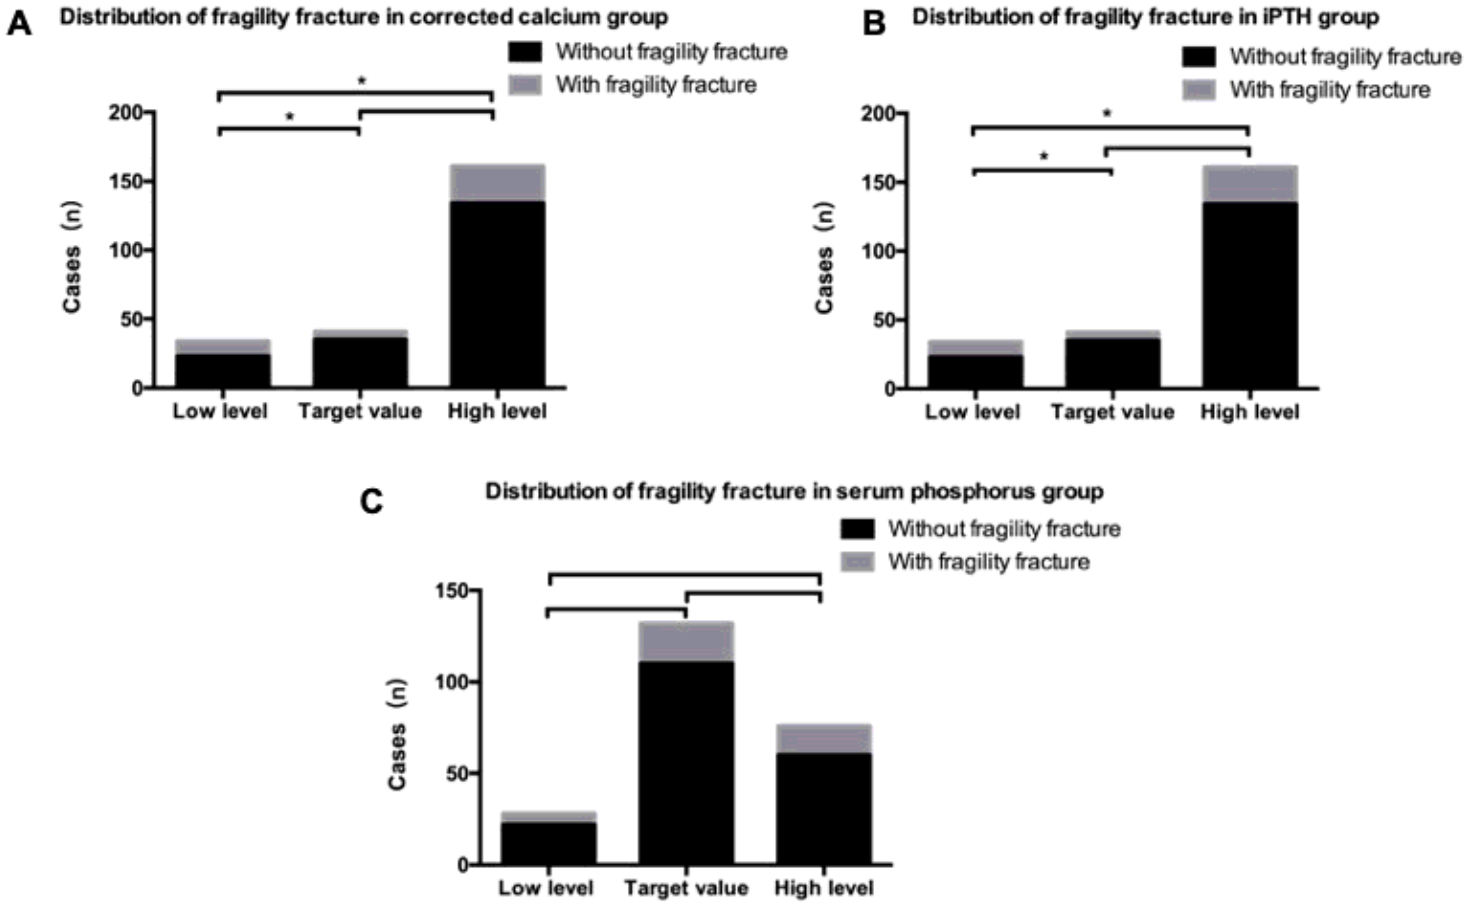 A Distribution of fragility fracture in corrected calcium group
Without fragility fracture
With fragility fracture
*
*
200
150
100
50
0
Cases (n)
Low level Target value High level
B Distribution of fragility fracture in iPTH group
Without fragility fracture
With fragility fracture
*
*
200
150
100
50
0
Cases (n)
Low level Target value High level
C Distribution of fragility fracture in serum phosphorus group
Without fragility fracture
With fragility fracture
150
100
50
0
Cases (n)
Low level Target value High level